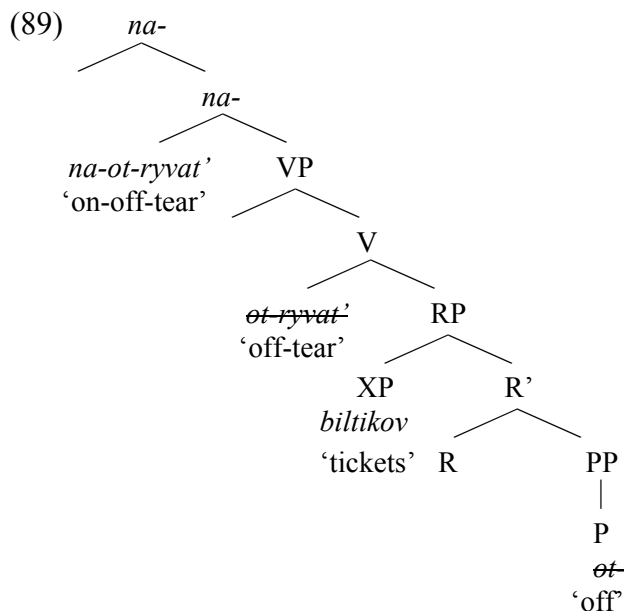 (89) na-
na-
na-ot-ryvat’ VP
‘on-off-tear’
V
ot-ryvat’ RP
‘off-tear’
XP R’
biltikov
‘tickets’ R PP
P
ot-
‘off’